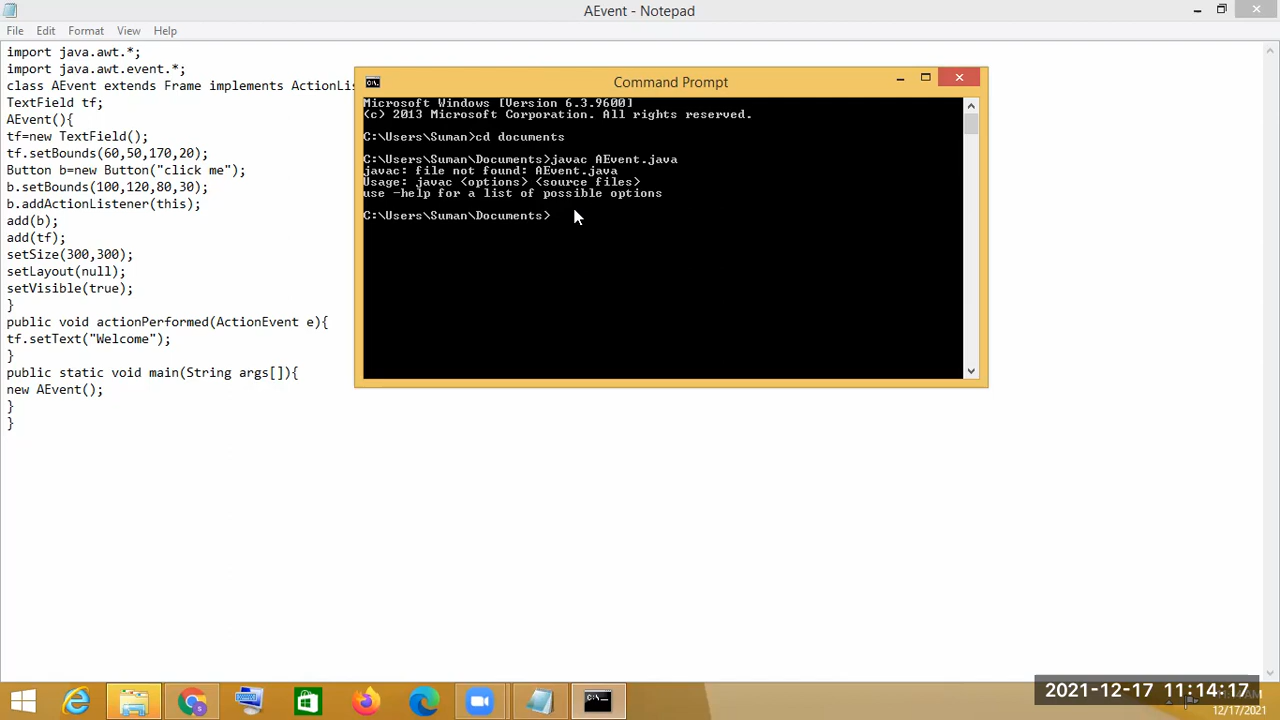 AEvent - Notepad
File Edit Format View Help
import java.awt.*;
import java.awt.event.*;
class AEvent extends Frame implements ActionLis
TextField tf;
AEvent(){
tf=new TextField();
tf.setBounds(60,50,170,20);
Button b=new Button("click me");
b.setBounds(100,120,80,30);
b.addActionListener(this);
add(b);
add(tf);
setSize(300,300);
setLayout(null);
setVisible(true);
}
public void actionPerformed(ActionEvent e){
tf.setText("Welcome");
}
public static void main(String args[]){
new AEvent();
}
}
Command Prompt
Microsoft Windows [Version 6.3.9600]
(c) 2013 Microsoft Corporation. All rights reserved.
C:\Users\Suman>cd documents
C:\Users\Suman\Documents>javac AEvent.java
javac: file not found: AEvent.java
Usage: javac <options> <source files>
use -help for a list of possible options
C:\Users\Suman\Documents>
2021-12-17 11:14:17
12/17/2021